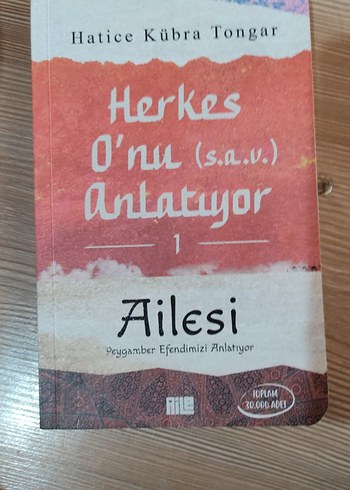 Hatice Kübra Tongar
Herkes
O'nu (s.a.v.)
Anlatıyor
1
Ailesi
Peygamber Efendimizi Anlatıyor
Aile
TOPLAM
30.000 ADET